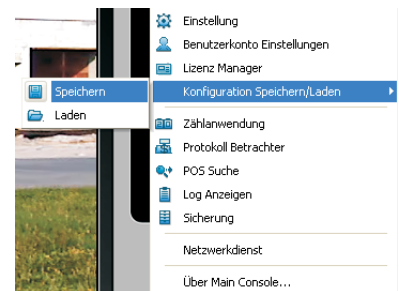 Einstellung
Benutzerkonto Einstellungen
Lizenz Manager
Konfiguration Speichern/Laden
Speichern
Laden
Zählanwendung
Protokoll Betrachter
POS Suche
Log Anzeigen
Sicherung
Netzwerkdienst
Über Main Console...